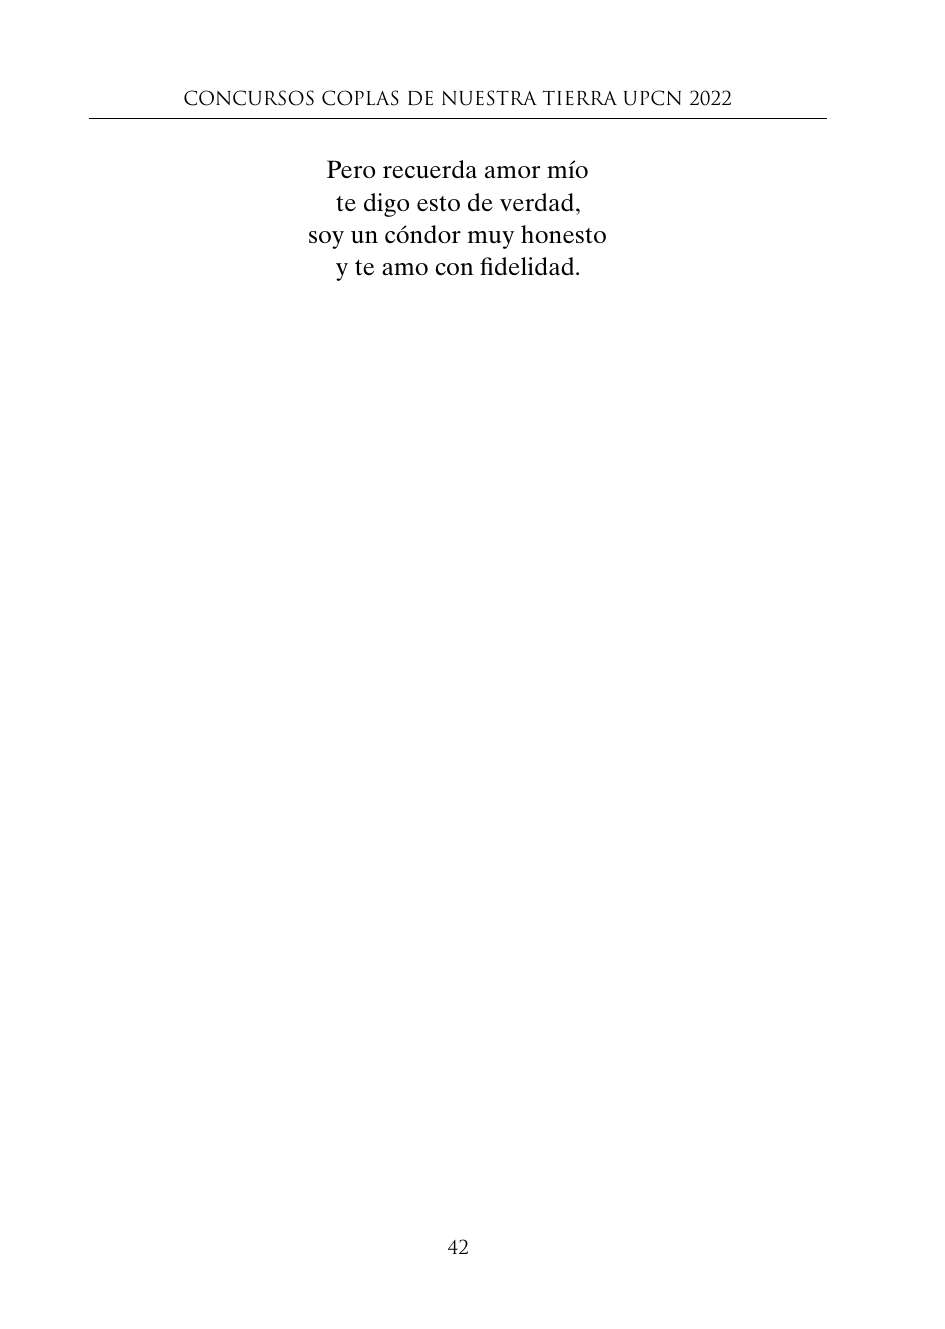 CONCURSOS COPLAS DE NUESTRA TIERRA UPCN 2022
Pero recuerda amor mío
te digo esto de verdad,
soy un cóndor muy honesto
y te amo con fidelidad.
42